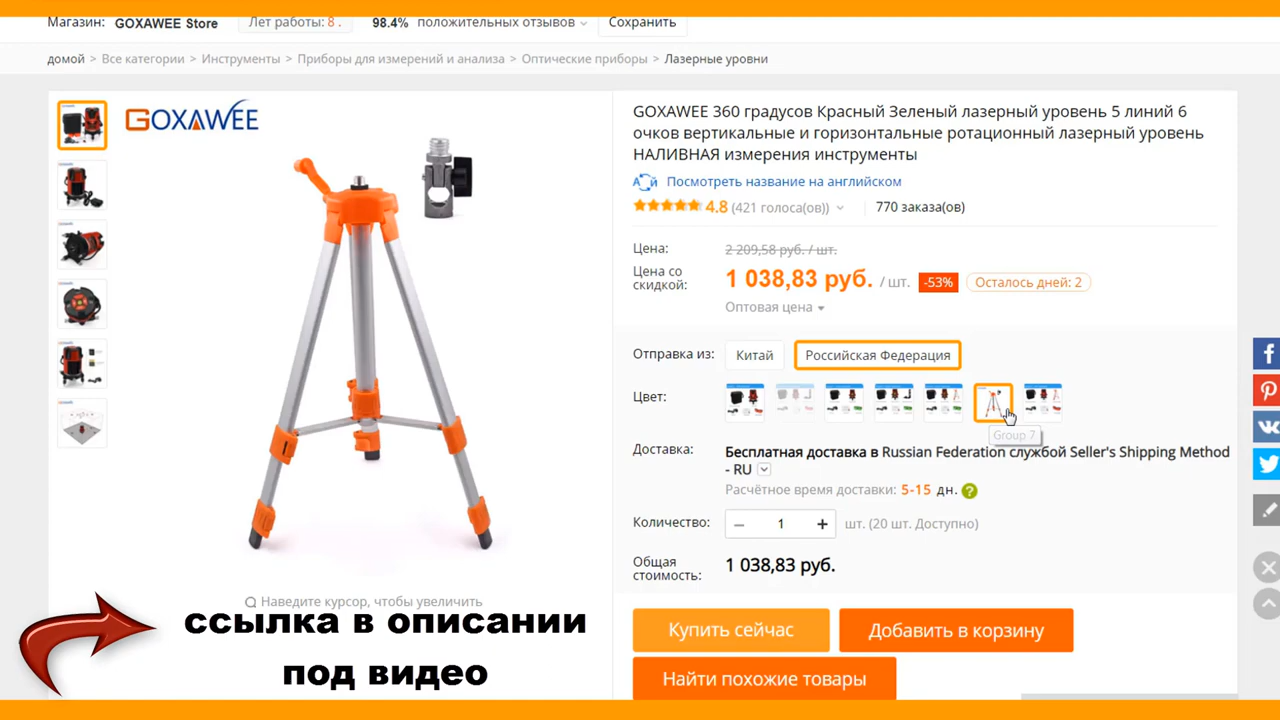 Магазин: GOXAWEE Store Лет работы: 8 . 98.4% положительных отзывов Сохранить
домой > Все категории > Инструменты > Приборы для измерений и анализа > Оптические приборы > Лазерные уровни
GOXAWEE
GOXAWEE 360 градусов Красный Зеленый лазерный уровень 5 линий 6
очков вертикальные и горизонтальные ротационный лазерный уровень
НАЛИВНАЯ измерения инструменты
Посмотреть название на английском
4.8 (421 голоса(ов)) 770 заказа(ов)
Цена: 2 209,58 руб. / шт.
Цена со
скидкой: 1 038,83 руб. / шт. -53% Осталось дней: 2
Оптовая цена
Отправка из: Китай Российская Федерация
Цвет:
Group 7
Доставка: Бесплатная доставка в Russian Federation службой Seller's Shipping Method
- RU
Расчётное время доставки: 5-15 дн. ?
Количество: − 1 + шт. (20 шт. Доступно)
Общая
стоимость: 1 038,83 руб.
Наведите курсор, чтобы увеличить
ссылка в описании
под видео
Купить сейчас Добавить в корзину
Найти похожие товары